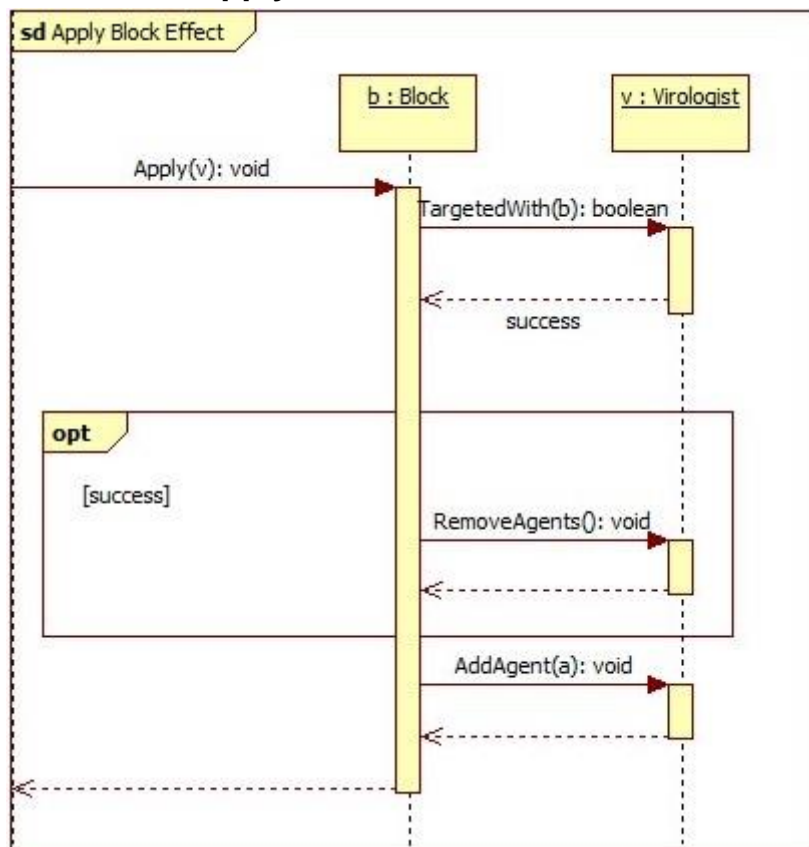 sd Apply Block Effect
b : Block
v : Virologist
Apply(v): void
TargetedWith(b): boolean
success
opt
[success]
RemoveAgents(): void
AddAgent(a): void